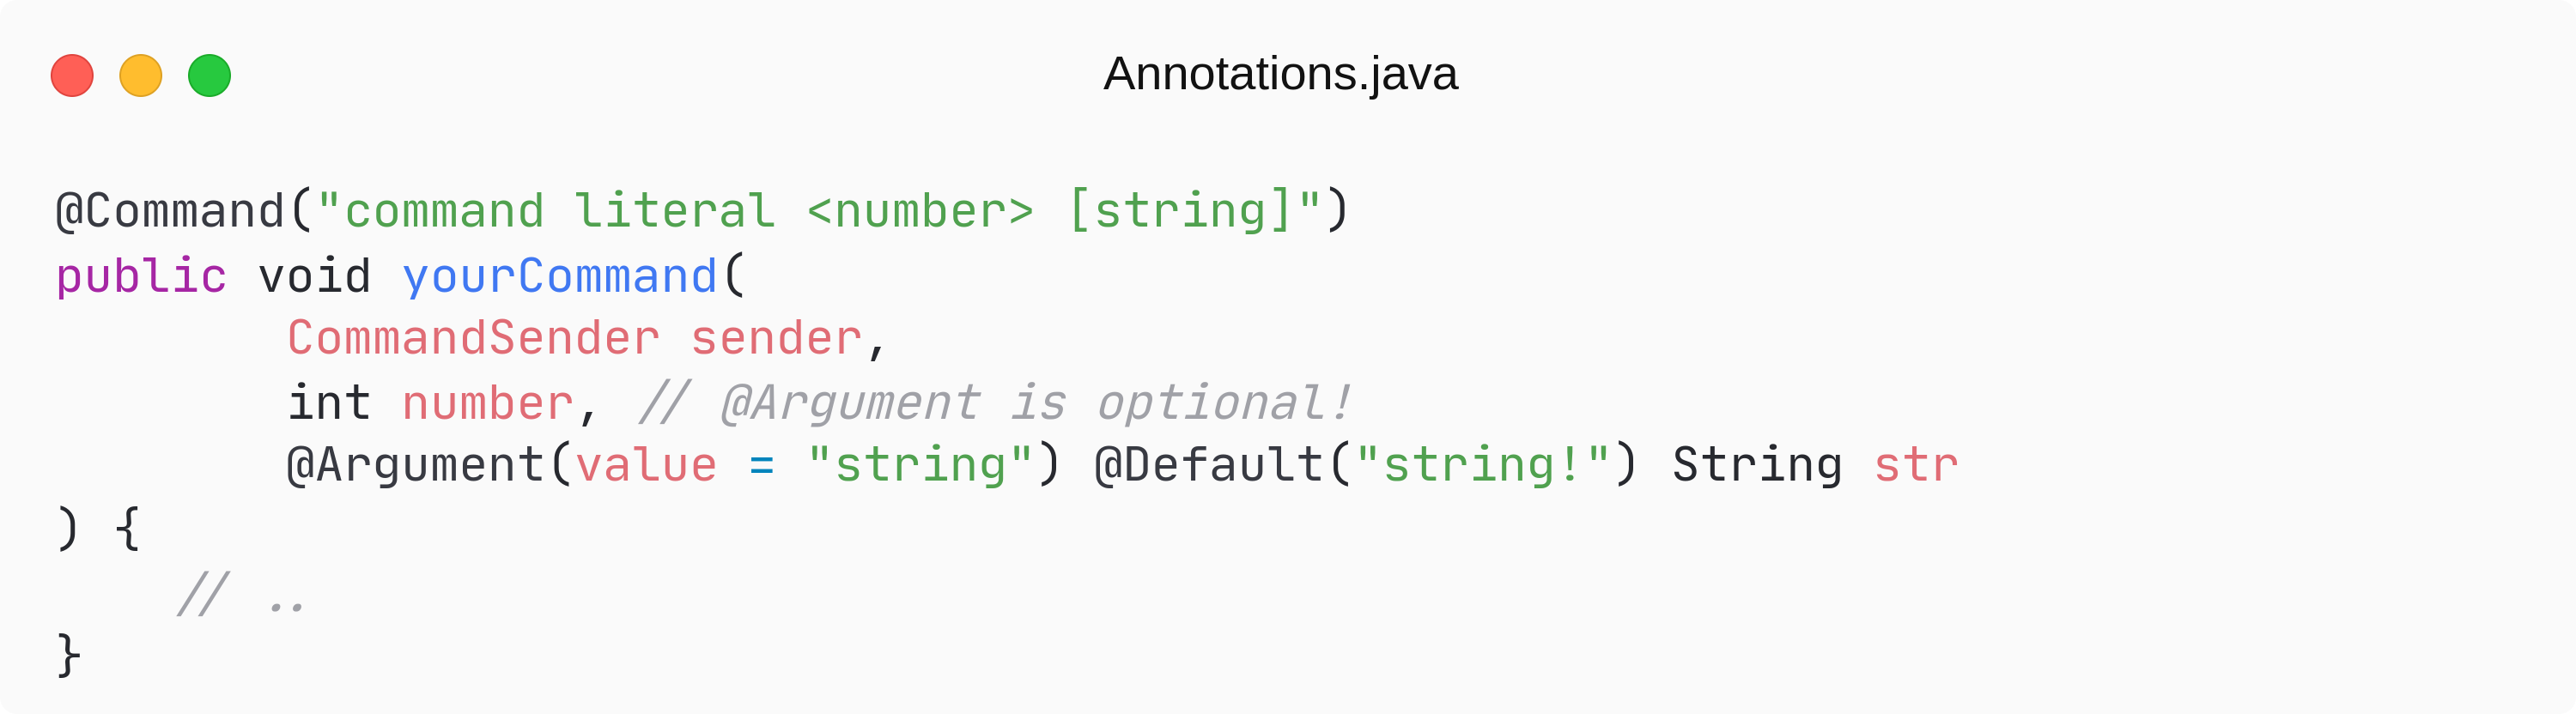 Annotations.java
@Command("command literal <number> [string]")
public void yourCommand(
        CommandSender sender,
        int number, // @Argument is optional!
        @Argument(value = "string") @Default("string!") String str
) {
    // ..
}